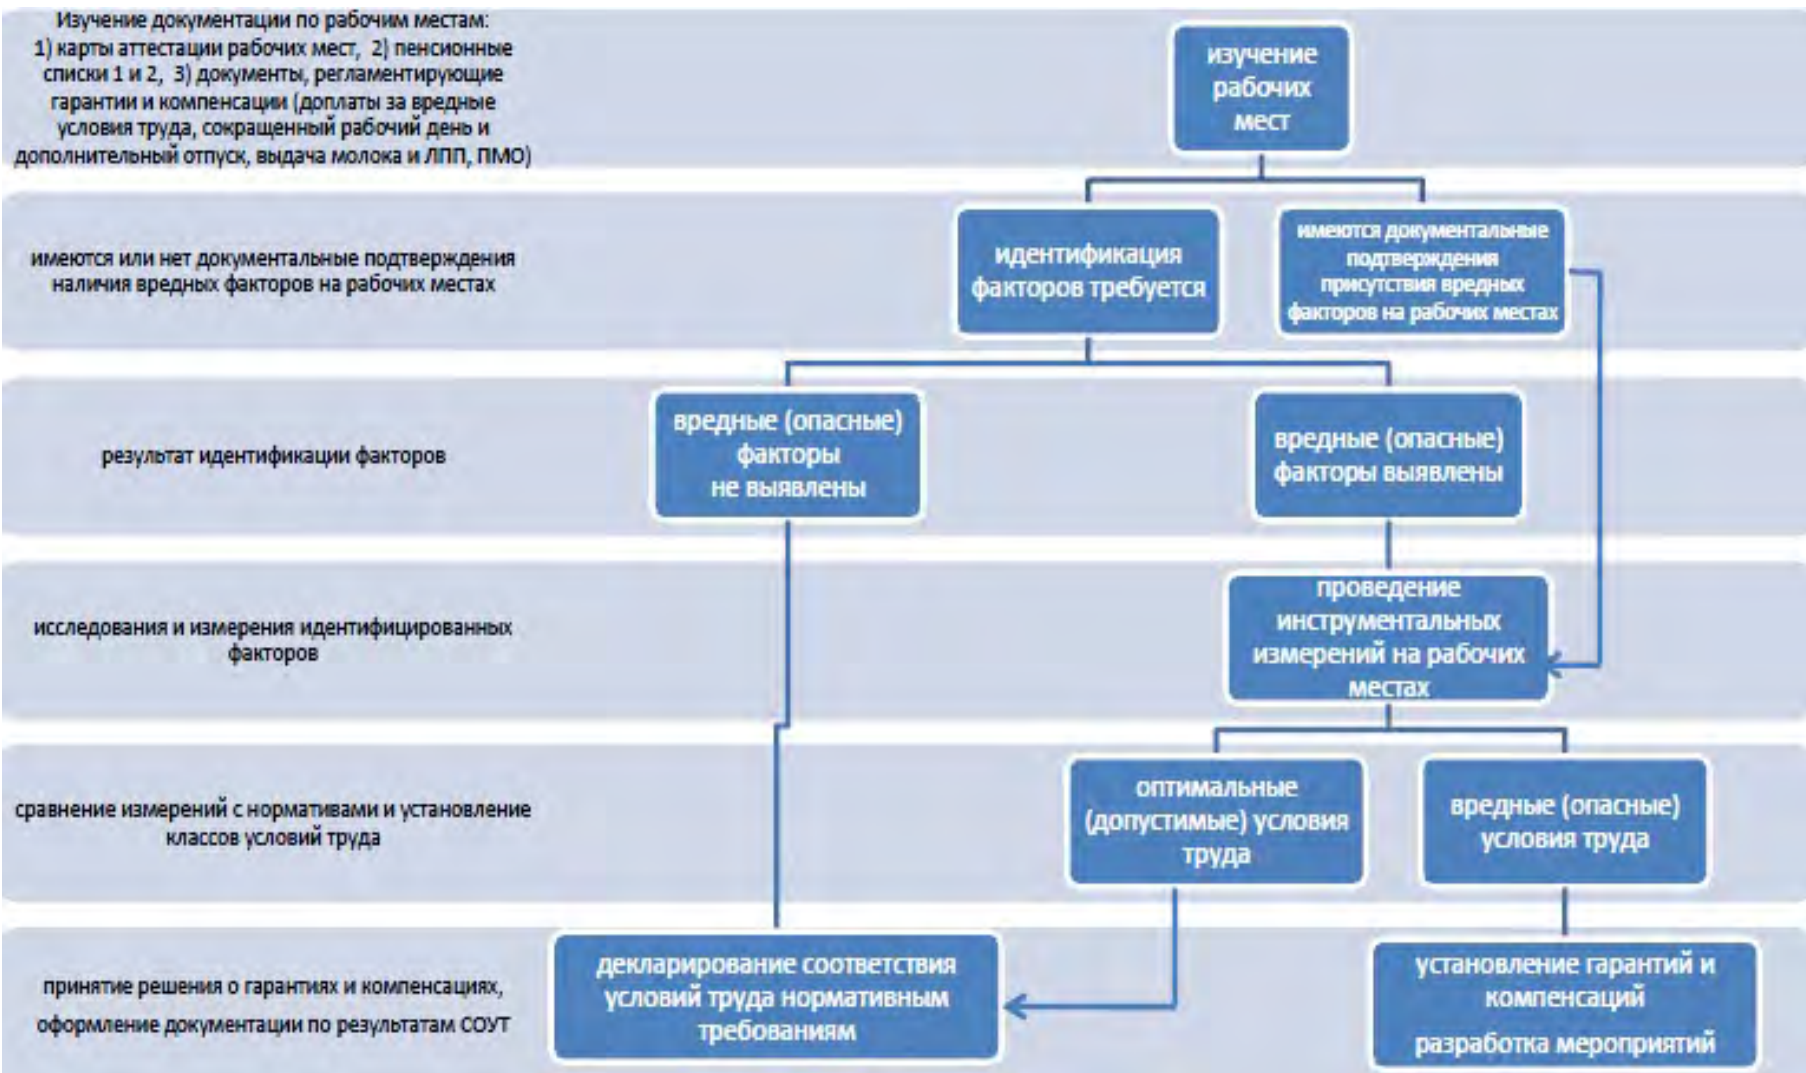 Изучение документации по рабочим местам:
1) карты аттестации рабочих мест, 2) пенсионные
списки 1 и 2, 3) документы, регламентирующие
гарантии и компенсации (доплаты за вредные
условия труда, сокращенный рабочий день и
дополнительный отпуск, выдача молока и ЛПП, ПМО)
изучение
рабочих
мест
имеются или нет документальные подтверждения
наличия вредных факторов на рабочих местах
идентификация
факторов требуется
имеются документальные
подтверждения
присутствия вредных
факторов на рабочих местах
результат идентификации факторов
вредные (опасные)
факторы
не выявлены
вредные (опасные)
факторы выявлены
исследования и измерения идентифицированных
факторов
проведение
инструментальных
измерений на рабочих
местах
сравнение измерений с нормативами и установление
классов условий труда
оптимальные
(допустимые) условия
труда
вредные (опасные)
условия труда
принятие решения о гарантиях и компенсациях,
оформление документации по результатам СОУТ
декларирование соответствия
условий труда нормативным
требованиям
установление гарантий и
компенсаций
разработка мероприятий